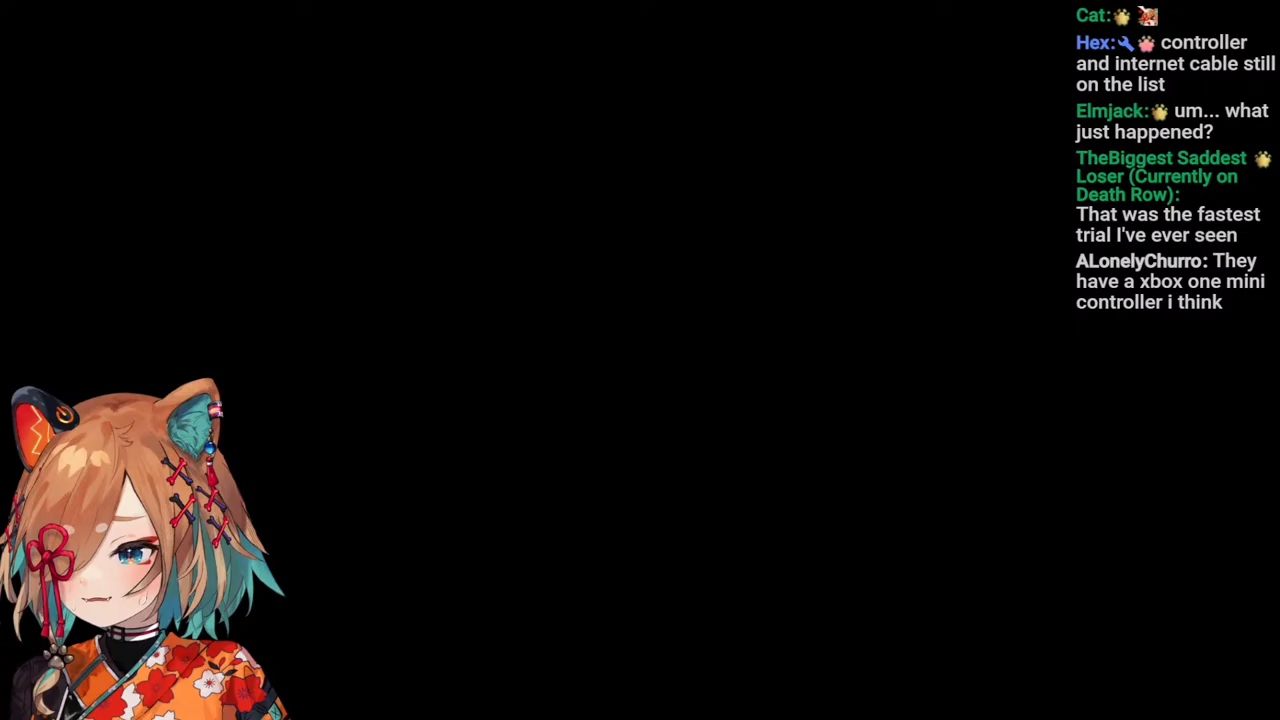 Cat:
Hex: controller
and internet cable still
on the list
Elmjack: um... what
just happened?
TheBiggest Saddest
Loser (Currently on
Death Row):
That was the fastest
trial I've ever seen
ALonelyChurro: They
have a xbox one mini
controller i think